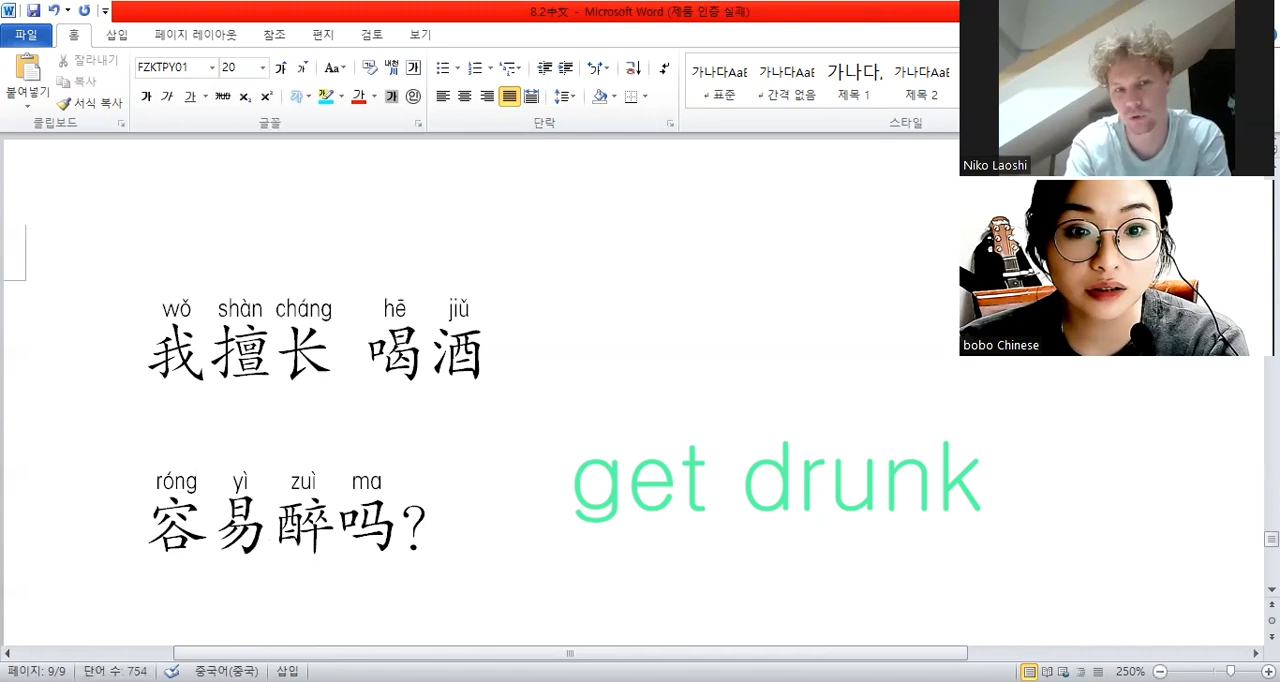 8.2中文 - Microsoft Word (제품 인증 실패)
파일 홈 삽입 페이지 레이아웃 참조 편지 검토 보기
잘라내기
복사
서식 복사
붙여넣기
클립보드
FZKTPY01 20
글꼴
단락
가나다AaB 가나다AaB 가나다, 가나다AaB
표준 간격 없음 제목 1 제목 2
스타일
Niko Laoshi
bobo Chinese
wǒ shàn cháng hē jiǔ
我擅长 喝酒
róng yì zuì ma
容易醉吗?
get drunk
페이지: 9/9 단어 수: 754 중국어(중국) 삽입 250%